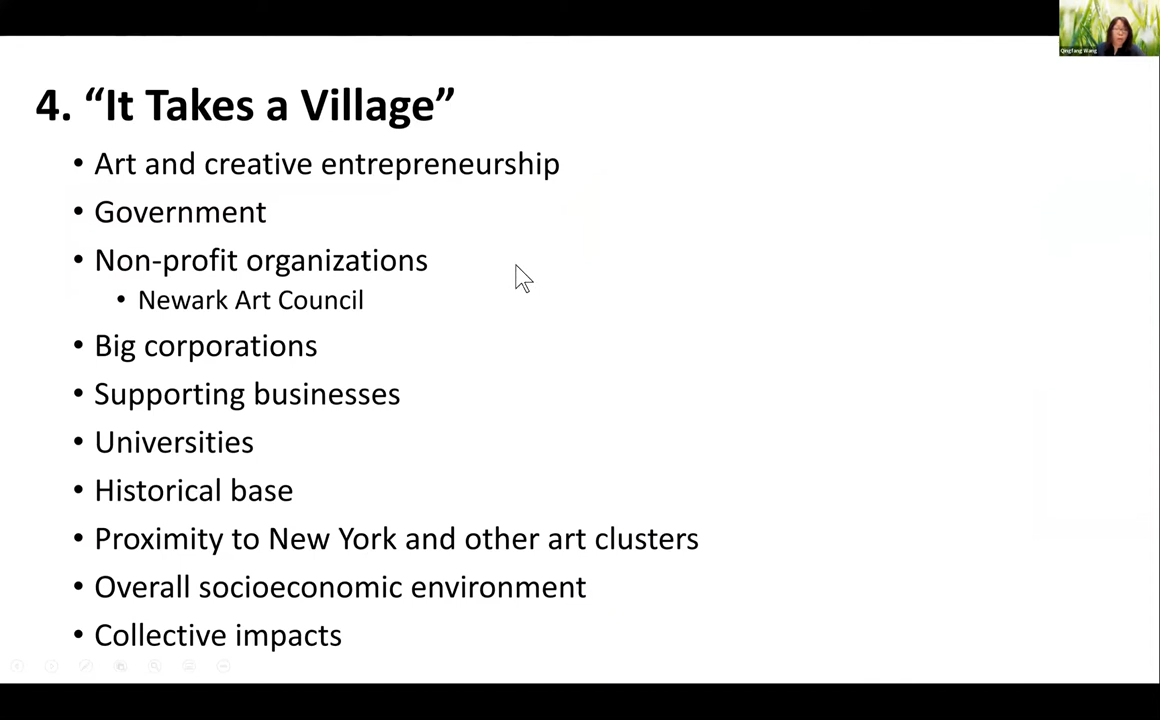 Qingfang Wang
4. “It Takes a Village”
• Art and creative entrepreneurship
• Government
• Non-profit organizations
• Newark Art Council
• Big corporations
• Supporting businesses
• Universities
• Historical base
• Proximity to New York and other art clusters
• Overall socioeconomic environment
• Collective impacts